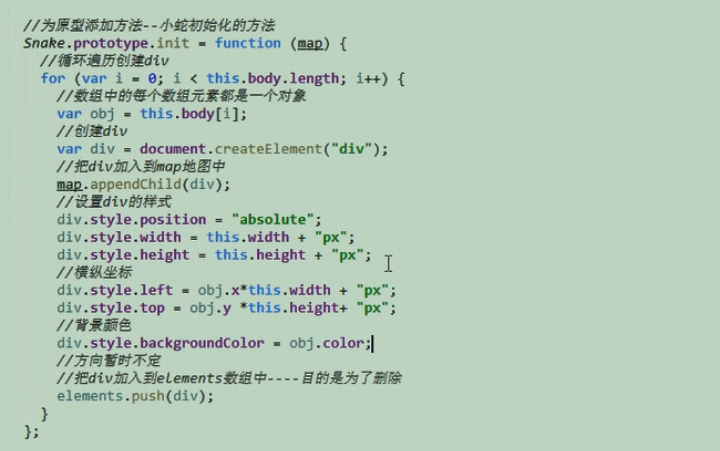 //为原型添加方法--小蛇初始化的方法
Snake.prototype.init = function (map) {
//循环遍历创建div
for (var i = 0; i < this.body.length; i++) {
//数组中的每个数组元素都是一个对象
var obj = this.body[i];
//创建div
var div = document.createElement("div");
//把div加入到map地图中
map.appendChild(div);
//设置div的样式
div.style.position = "absolute";
div.style.width = this.width + "px";
div.style.height = this.height + "px";
//横纵坐标
div.style.left = obj.x*this.width + "px";
div.style.top = obj.y *this.height+ "px";
//背景颜色
div.style.backgroundColor = obj.color;
//方向暂时不定
//把div加入到elements数组中----目的是为了删除
elements.push(div);
}
};